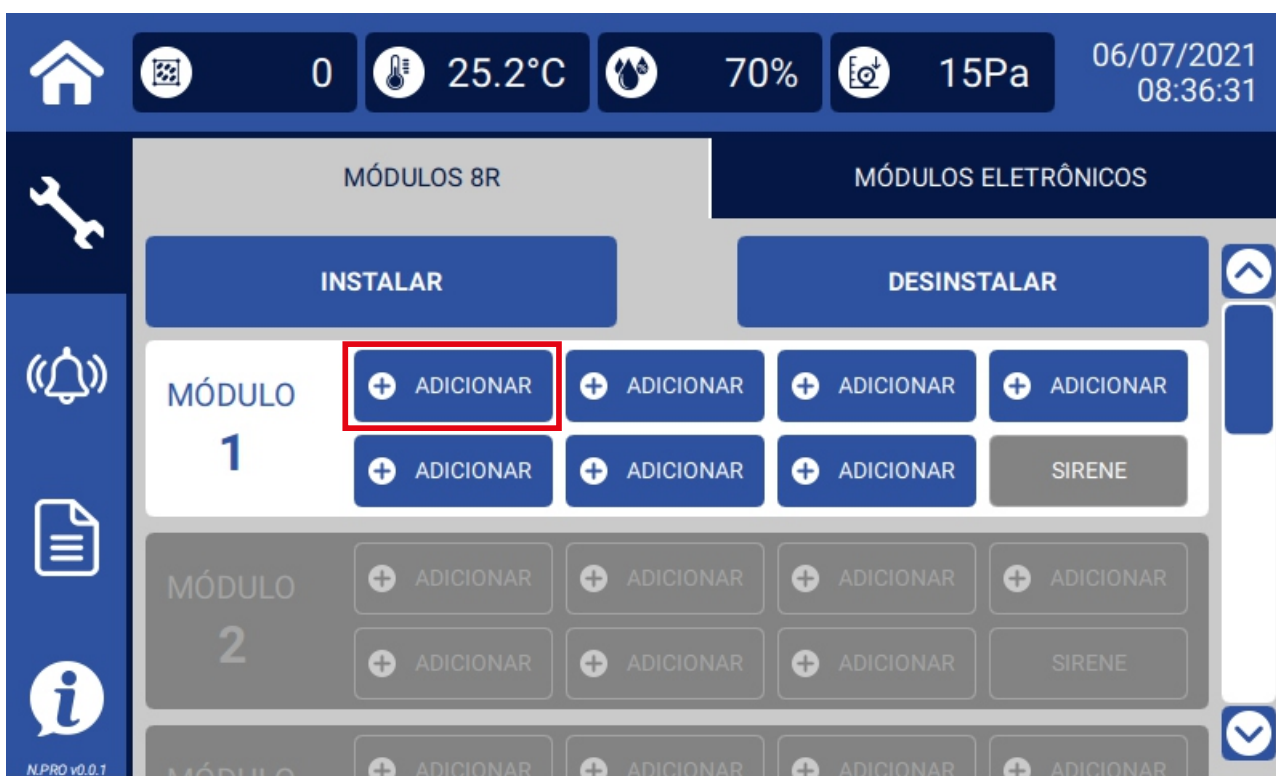 0 25.2°C 70% 15Pa 06/07/2021
08:36:31
MÓDULOS 8R MÓDULOS ELETRÔNICOS
INSTALAR DESINSTALAR
MÓDULO
1
ADICIONAR ADICIONAR ADICIONAR ADICIONAR
ADICIONAR ADICIONAR ADICIONAR SIRENE
MÓDULO
2
ADICIONAR ADICIONAR ADICIONAR ADICIONAR
ADICIONAR ADICIONAR ADICIONAR SIRENE
MÓDULO ADICIONAR ADICIONAR ADICIONAR ADICIONAR
N.PRO v0.0.1